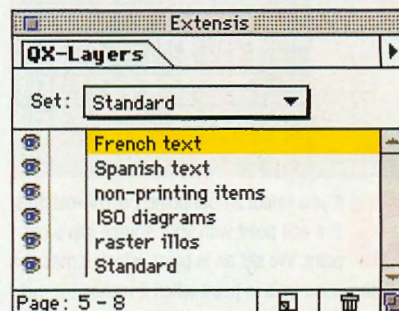 Extensis
QX-Layers
Set: Standard
French text
Spanish text
non-printing items
ISO diagrams
raster illos
Standard
Page: 5 - 8